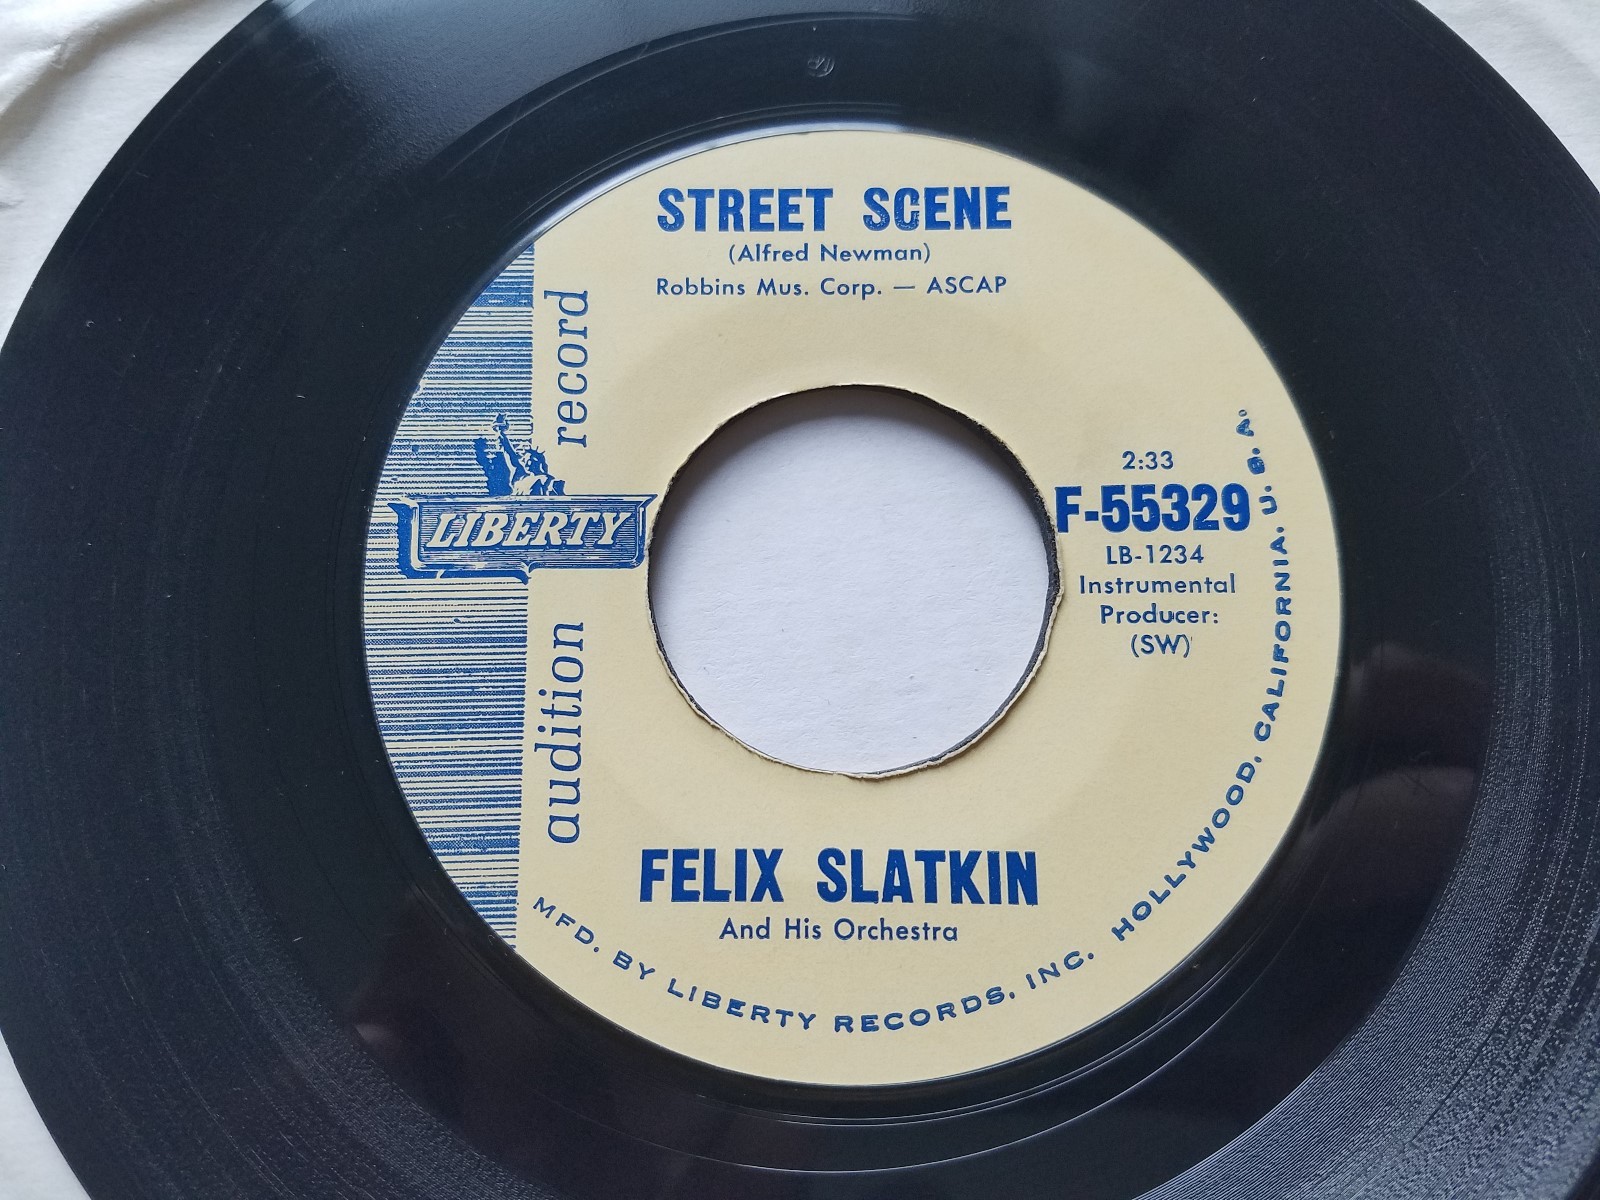 STREET SCENE
(Alfred Newman)
Robbins Mus. Corp. — ASCAP
audition record
LIBERTY
2:33
F-55329
LB-1234
Instrumental
Producer:
(SW)
FELIX SLATKIN
And His Orchestra
MFD. BY LIBERTY RECORDS, INC. HOLLYWOOD, CALIFORNIA. U. S. A.